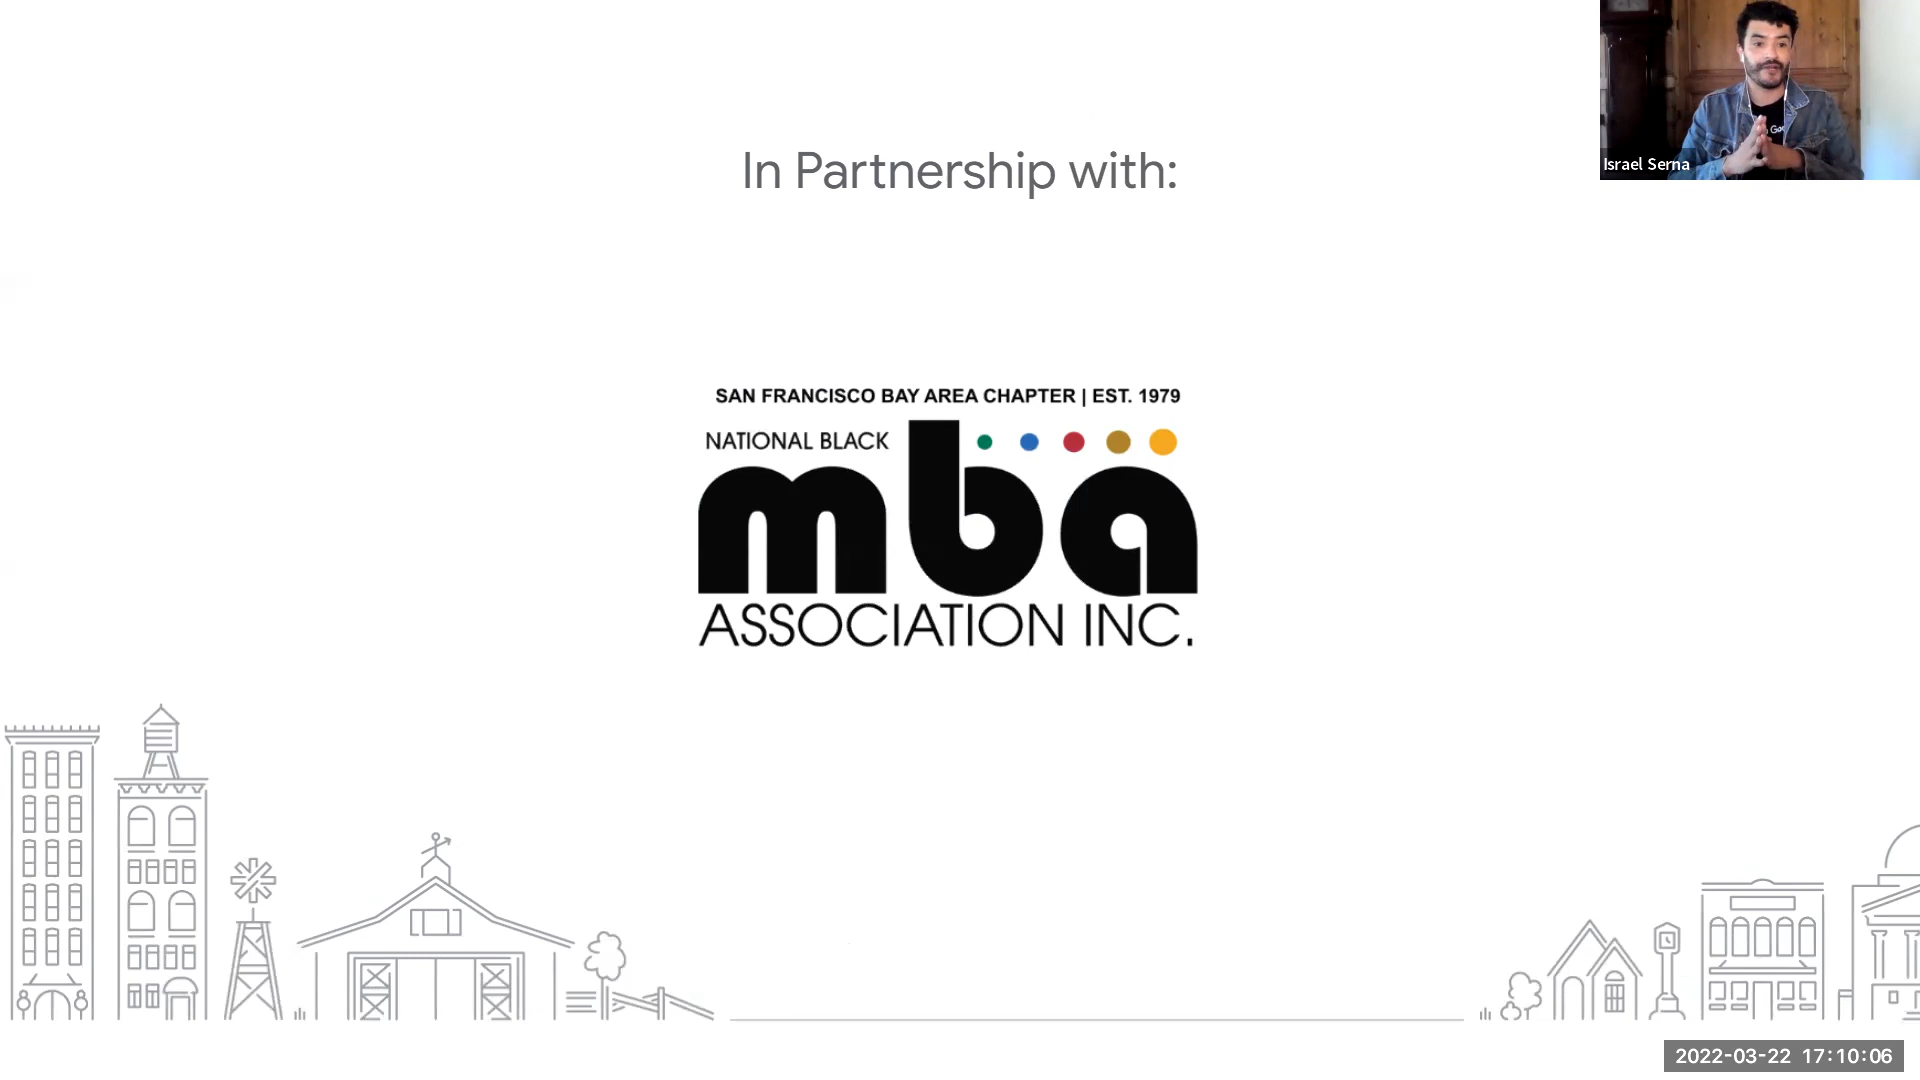 In Partnership with:
Israel Serna
SAN FRANCISCO BAY AREA CHAPTER | EST. 1979
NATIONAL BLACK
mba
ASSOCIATION INC.
2022-03-22 17:10:06